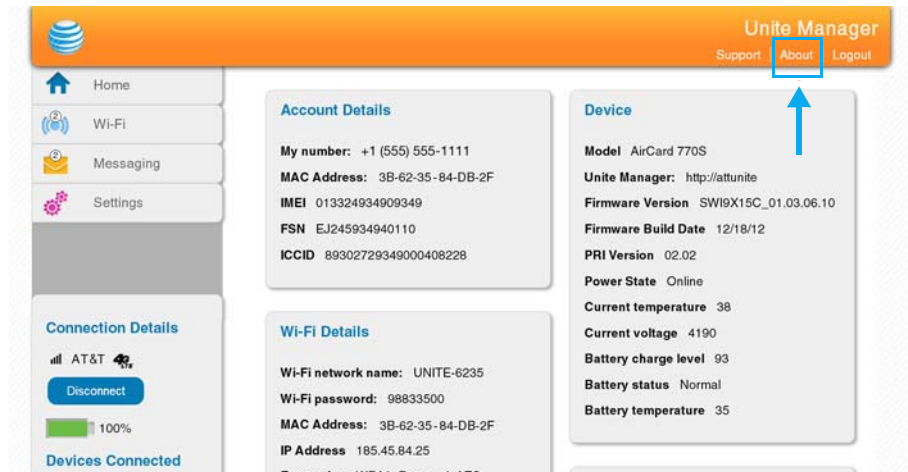 Unite Manager
Support About Logout
Home
2
Wi-Fi
2
Messaging
Settings
Connection Details
AT&T 4G LTE
Disconnect
100%
Devices Connected
Account Details
My number: +1 (555) 555-1111
MAC Address: 3B-62-35-84-DB-2F
IMEI 013324934909349
FSN EJ245934940110
ICCID 89302729349000408228
Wi-Fi Details
Wi-Fi network name: UNITE-6235
Wi-Fi password: 98833500
MAC Address: 3B-62-35-84-DB-2F
IP Address 185.45.84.25
Device
Model AirCard 770S
Unite Manager: http://attunite
Firmware Version SWI9X15C_01.03.06.10
Firmware Build Date 12/18/12
PRI Version 02.02
Power State Online
Current temperature 38
Current voltage 4190
Battery charge level 93
Battery status Normal
Battery temperature 35